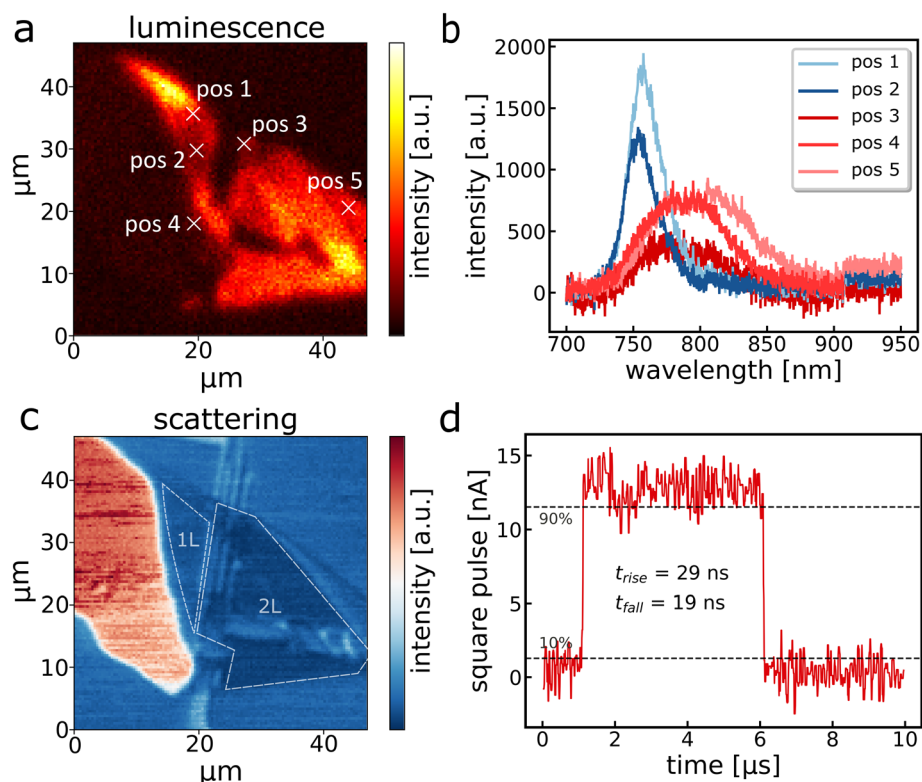 a
luminescence
pos 1
pos 2
pos 3
pos 4
pos 5
40
30
20
10
0
μm
0
20
40
μm
intensity [a.u.]
b
2000
1500
1000
500
0
intensity [a.u.]
pos 1
pos 2
pos 3
pos 4
pos 5
700
750
800
850
900
950
wavelength [nm]
c
scattering
1L
2L
40
30
20
10
0
μm
0
20
40
μm
intensity [a.u.]
d
15
10
5
0
square pulse [nA]
90%
10%
t_rise = 29 ns
t_fall = 19 ns
0
2
4
6
8
10
time [μs]